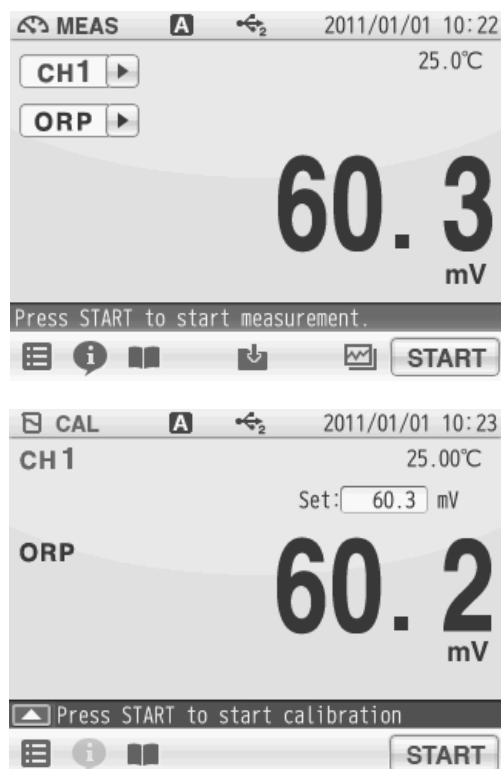 MEAS A 2 2011/01/01 10:22
CH1 25.0℃
ORP
60.3
mV
Press START to start measurement.
i START
CAL A 2 2011/01/01 10:23
CH1 25.00℃
Set: 60.3 mV
ORP
60.2
mV
Press START to start calibration
i START